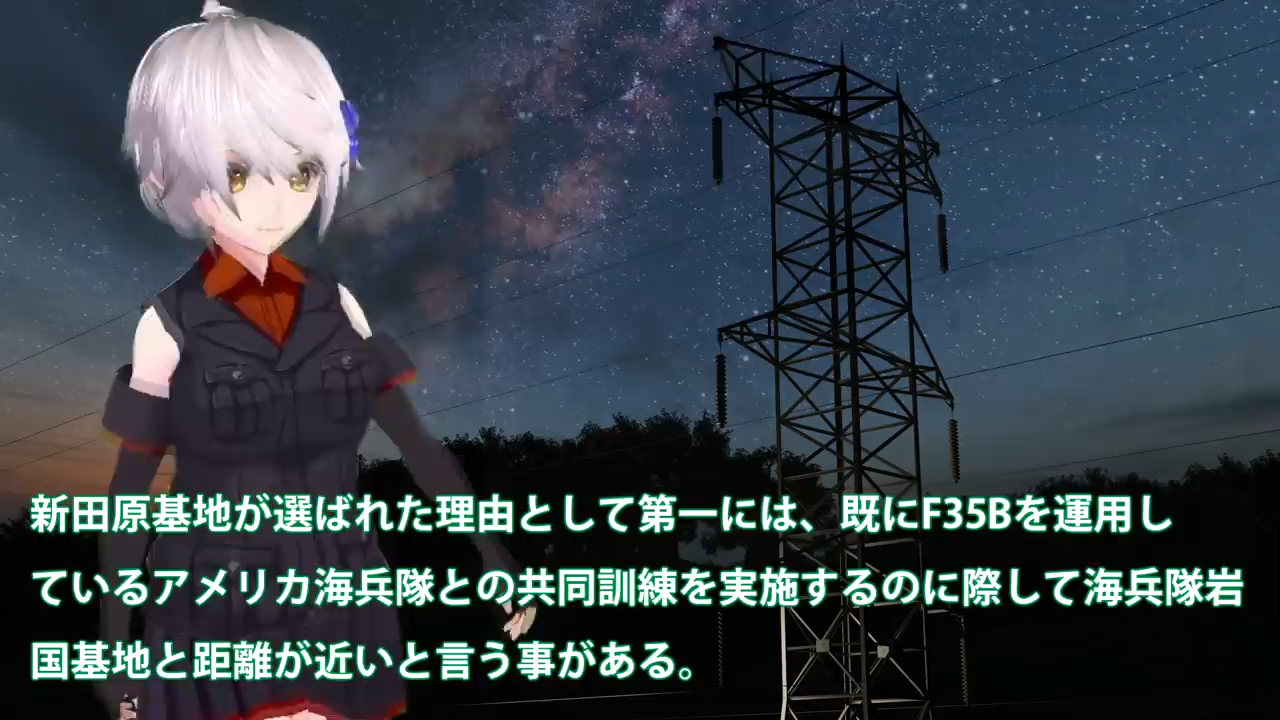 新田原基地が選ばれた理由として第一には、既にF35Bを運用し
ているアメリカ海兵隊との共同訓練を実施するのに際して海兵隊岩
国基地と距離が近いと言う事がある。